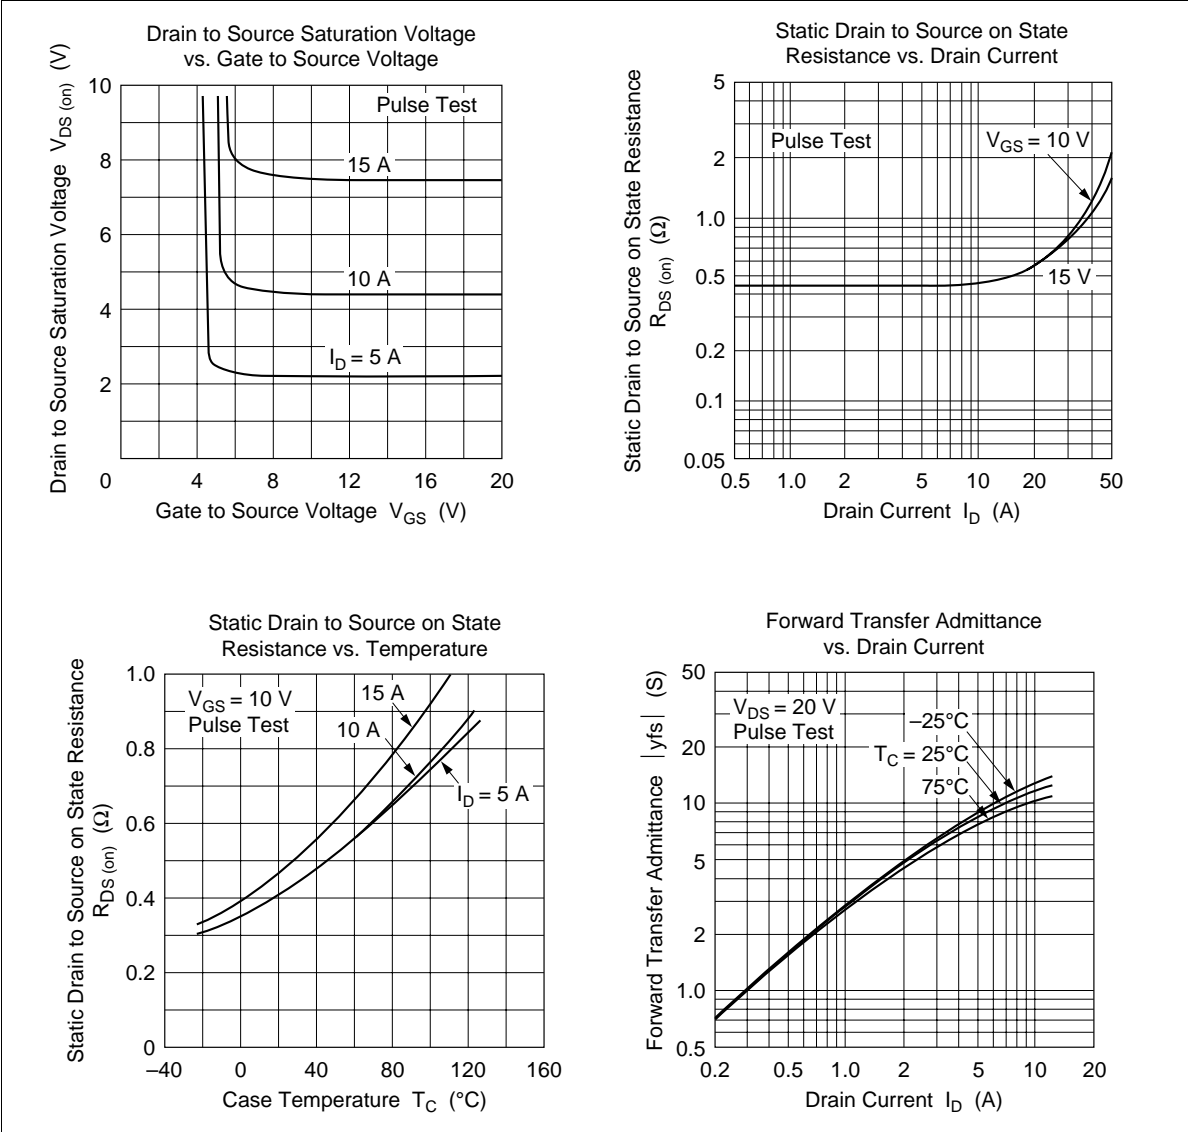 Drain to Source Saturation Voltage
vs. Gate to Source Voltage
Drain to Source Saturation Voltage V_DS (on) (V)
10
8
6
4
2
Pulse Test
15 A
10 A
I_D = 5 A
0 4 8 12 16 20
Gate to Source Voltage V_GS (V)
Static Drain to Source on State
Resistance vs. Drain Current
Static Drain to Source on State Resistance
R_DS (on) (Ω)
5
2
1.0
0.5
0.2
0.1
0.05
Pulse Test
V_GS = 10 V
15 V
0.5 1.0 2 5 10 20 50
Drain Current I_D (A)
Static Drain to Source on State
Resistance vs. Temperature
Static Drain to Source on State Resistance
R_DS (on) (Ω)
1.0
0.8
0.6
0.4
0.2
0
V_GS = 10 V
Pulse Test
15 A
10 A
I_D = 5 A
–40 0 40 80 120 160
Case Temperature T_C (°C)
Forward Transfer Admittance
vs. Drain Current
Forward Transfer Admittance |yfs| (S)
50
20
10
5
2
1.0
0.5
V_DS = 20 V
Pulse Test
–25°C
T_C = 25°C
75°C
0.2 0.5 1.0 2 5 10 20
Drain Current I_D (A)